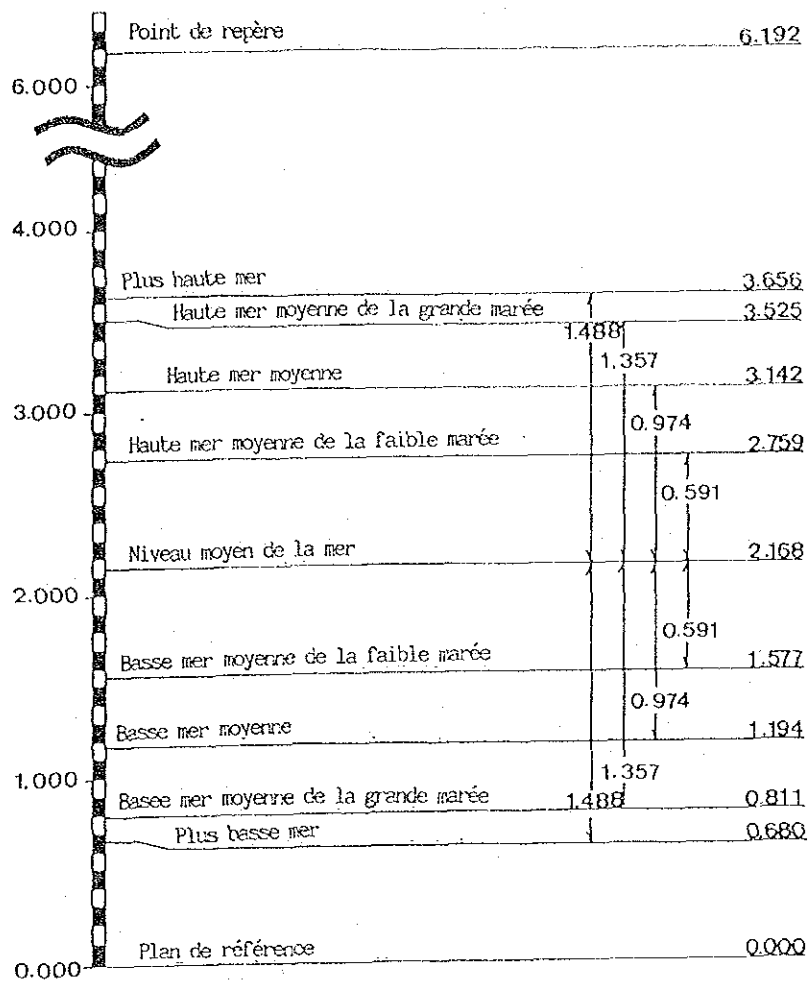 Point de repère 6.192
6.000
4.000
Plus haute mer 3.656
Haute mer moyenne de la grande marée 3.525
1.488
1.357
Haute mer moyenne 3.142
3.000
0.974
Haute mer moyenne de la faible marée 2.759
0.591
Niveau moyen de la mer 2.168
2.000
0.591
Basse mer moyenne de la faible marée 1.577
0.974
Basse mer moyenne 1.194
1.000
1.357
Basee mer moyenne de la grande marée 1.488 0.811
Plus basse mer 0.680
Plan de référence 0.000
0.000